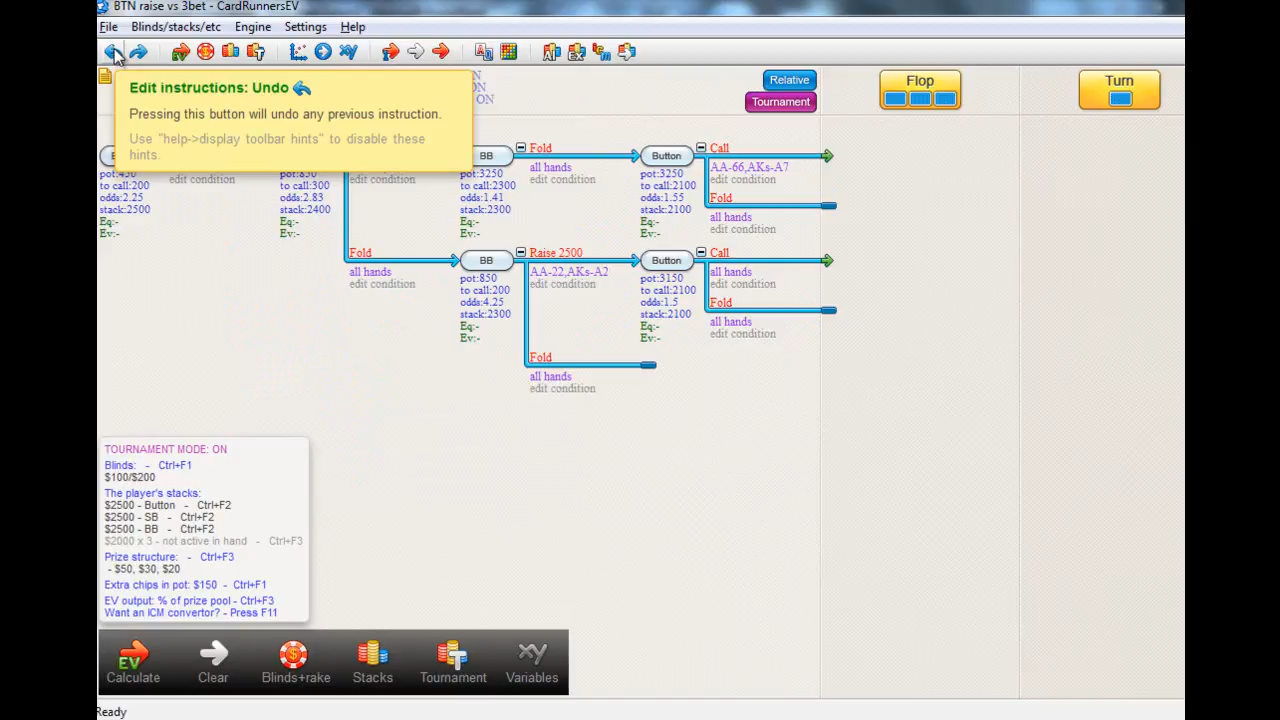 BTN raise vs 3bet - CardRunnersEV
File Blinds/stacks/etc Engine Settings Help
Edit instructions: Undo
Pressing this button will undo any previous instruction.
Use "help->display toolbar hints" to disable these
hints.
ON
Relative
Tournament
Flop
Turn
pot:450
to call:200
odds:2.25
stack:2500
Eq:-
Ev:-
edit condition
pot:850
to call:300
odds:2.83
stack:2400
Eq:-
Ev:-
edit condition
BB
pot:3250
to call:2300
odds:1.41
stack:2300
Eq:-
Ev:-
Fold
all hands
edit condition
Button
pot:3250
to call:2100
odds:1.55
stack:2100
Eq:-
Ev:-
Call
AA-66,AKs-A7
edit condition
Fold
all hands
edit condition
Fold
all hands
edit condition
BB
pot:850
to call:200
odds:4.25
stack:2300
Eq:-
Ev:-
Raise 2500
AA-22,AKs-A2
edit condition
Button
pot:3150
to call:2100
odds:1.5
stack:2100
Eq:-
Ev:-
Call
all hands
edit condition
Fold
all hands
edit condition
Fold
all hands
edit condition
TOURNAMENT MODE: ON
Blinds: - Ctrl+F1
$100/$200
The player's stacks:
$2500 - Button - Ctrl+F2
$2500 - SB - Ctrl+F2
$2500 - BB - Ctrl+F2
$2000 x 3 - not active in hand - Ctrl+F3
Prize structure: - Ctrl+F3
- $50, $30, $20
Extra chips in pot: $150 - Ctrl+F1
EV output: % of prize pool - Ctrl+F3
Want an ICM convertor? - Press F11
EV
Calculate Clear Blinds+rake Stacks Tournament Variables
Ready